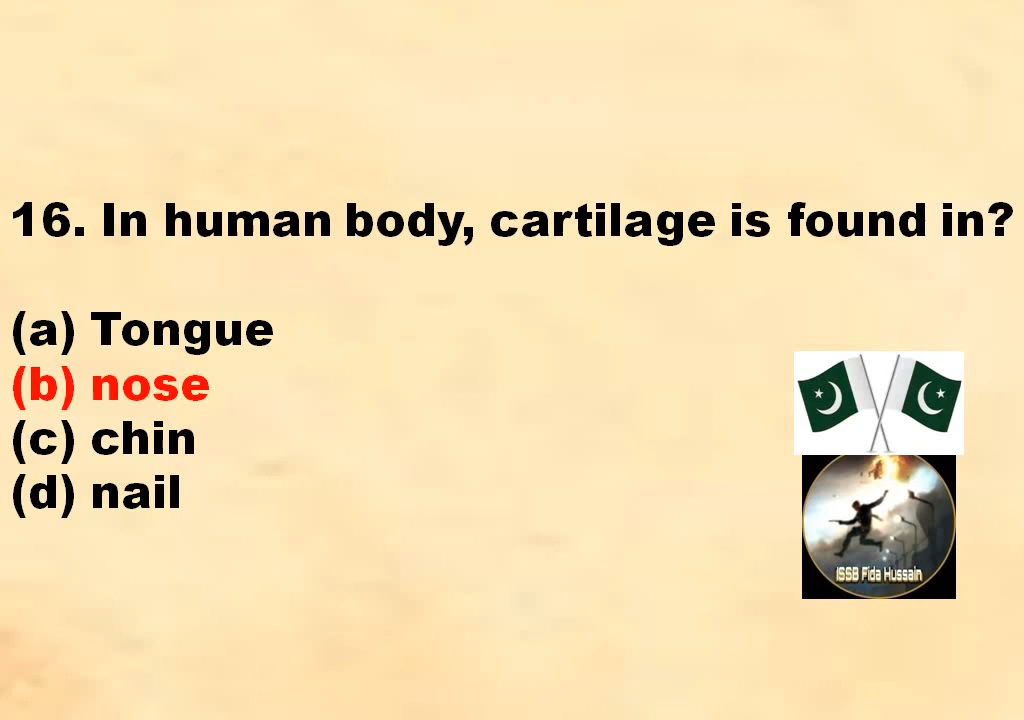 16. In human body, cartilage is found in?
(a) Tongue
(b) nose
(c) chin
(d) nail
ISSB Fida Hussain